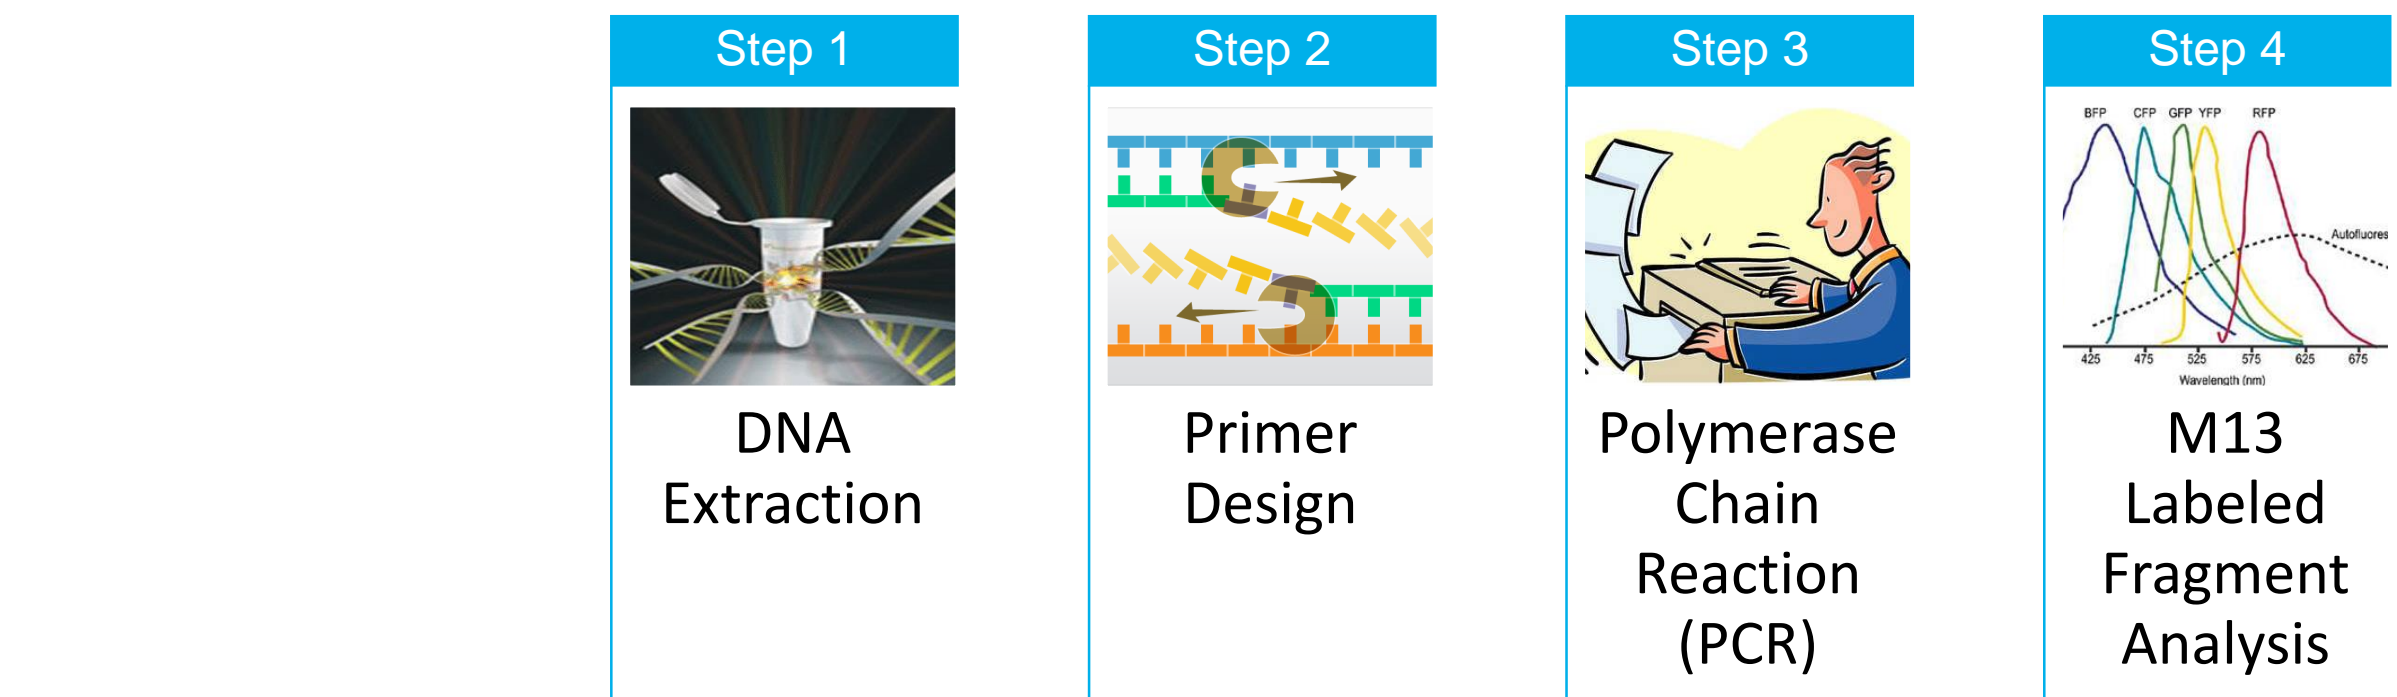 Step 1
DNA
Extraction
Step 2
Primer
Design
Step 3
Polymerase
Chain
Reaction
(PCR)
Step 4
BFP CFP GFP YFP RFP
Autofluores
425 475 525 575 625 675
Wavelength (nm)
M13
Labeled
Fragment
Analysis